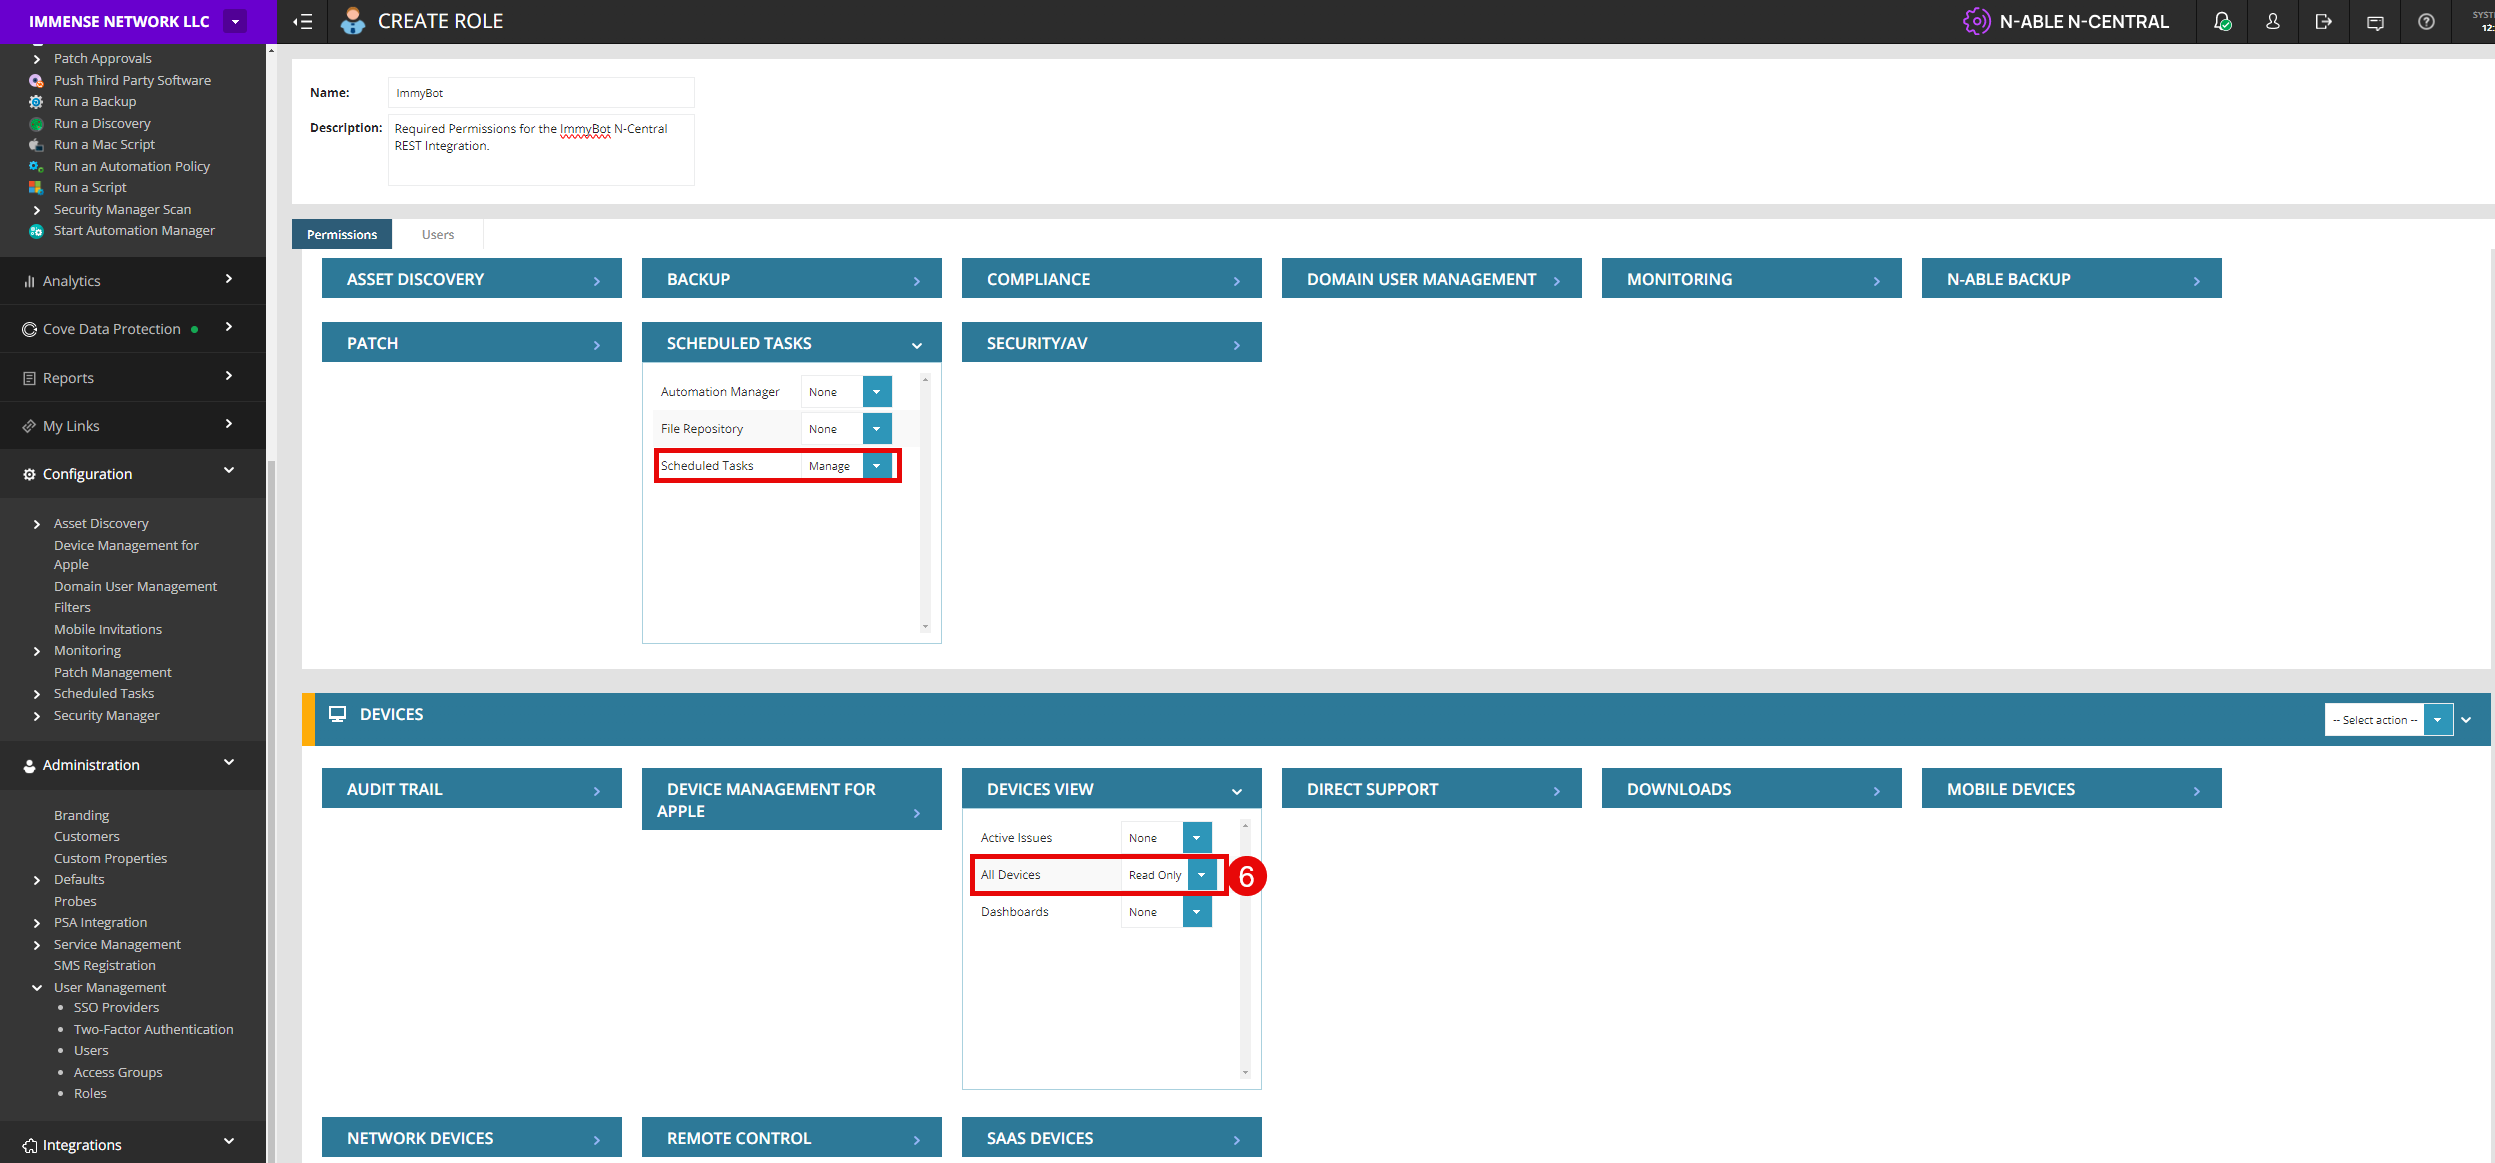 IMMENSE NETWORK LLC
CREATE ROLE
N-ABLE N-CENTRAL
Patch Approvals
Push Third Party Software
Run a Backup
Run a Discovery
Run a Mac Script
Run an Automation Policy
Run a Script
Security Manager Scan
Start Automation Manager
Analytics
Cove Data Protection
Reports
My Links
Configuration
Asset Discovery
Device Management for
Apple
Domain User Management
Filters
Mobile Invitations
Monitoring
Patch Management
Scheduled Tasks
Security Manager
Administration
Branding
Customers
Custom Properties
Defaults
Probes
PSA Integration
Service Management
SMS Registration
User Management
SSO Providers
Two-Factor Authentication
Users
Access Groups
Roles
Integrations
Name: ImmyBot
Description: Required Permissions for the ImmyBot N-Central
REST Integration.
Permissions Users
ASSET DISCOVERY BACKUP COMPLIANCE DOMAIN USER MANAGEMENT MONITORING N-ABLE BACKUP
PATCH SCHEDULED TASKS SECURITY/AV
Automation Manager None
File Repository None
Scheduled Tasks Manage
DEVICES -- Select action --
AUDIT TRAIL DEVICE MANAGEMENT FOR
APPLE DEVICES VIEW DIRECT SUPPORT DOWNLOADS MOBILE DEVICES
Active Issues None
All Devices Read Only 6
Dashboards None
NETWORK DEVICES REMOTE CONTROL SAAS DEVICES